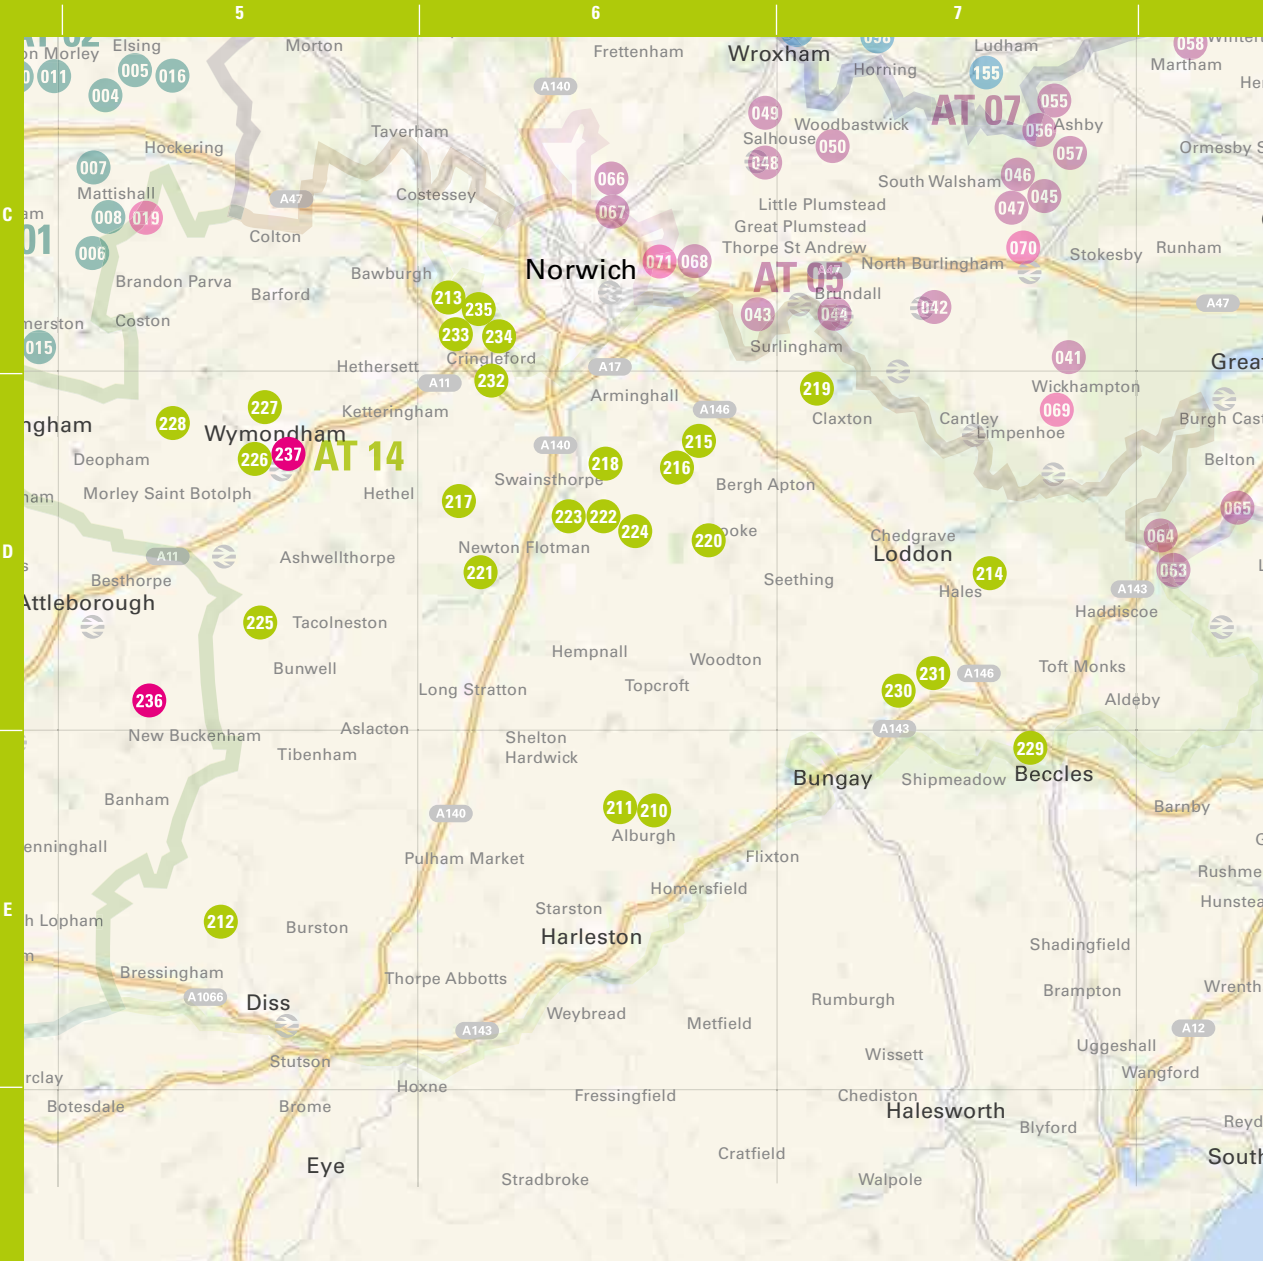 5
6
7
Elsing
Morton
Frettenham
Wroxham
Ludham
058
on Morley
011
005
016
004
A140
Horning
155
Martham
049
Woodbastwick
AT 07
055
056
Ashby
057
Taverham
Salhouse
050
048
Hockering
007
Mattishall
008
019
006
A47
Costessey
066
067
South Walsham
046
045
047
Little Plumstead
Great Plumstead
Thorpe St Andrew
C
01
Colton
Bawburgh
Norwich
071
068
AT 05
North Burlingham
070
Stokesby
Runham
Brandon Parva
Barford
Coston
213
235
233
234
Cringleford
043
Brundall
044
042
A47
015
Hethersett
A11
232
A17
Surlingham
041
Wickhampton
069
Arminghall
A146
219
Claxton
Cantley
Limpenhoe
227
228
Wymondham
226
237
AT 14
Ketteringham
A140
215
218
216
Deopham
Morley Saint Botolph
Hethel
Swainsthorpe
Bergh Apton
Belton
217
223
222
224
220
065
064
063
D
A11
Ashwellthorpe
Newton Flotman
221
Chedgrave
Loddon
214
Hales
Seething
A143
Haddiscoe
Besthorpe
Attleborough
225
Tacolneston
Bunwell
Hempnall
Woodton
231
230
A146
Toft Monks
Aldeby
236
New Buckenham
Long Stratton
Topcroft
Aslacton
Tibenham
Shelton
Hardwick
A143
229
Beccles
Bungay
Shipmeadow
Banham
A140
211
210
Alburgh
Barnby
Pulham Market
Flixton
Homersfield
E
212
Burston
Starston
Harleston
Shadingfield
Bressingham
A1066
Diss
Thorpe Abbotts
Weybread
Metfield
Rumburgh
Brampton
A143
A12
Stutson
Wissett
Uggeshall
Wangford
Hoxne
Botesdale
Brome
Fressingfield
Chediston
Halesworth
Blyford
Eye
Cratfield
Stradbroke
Walpole